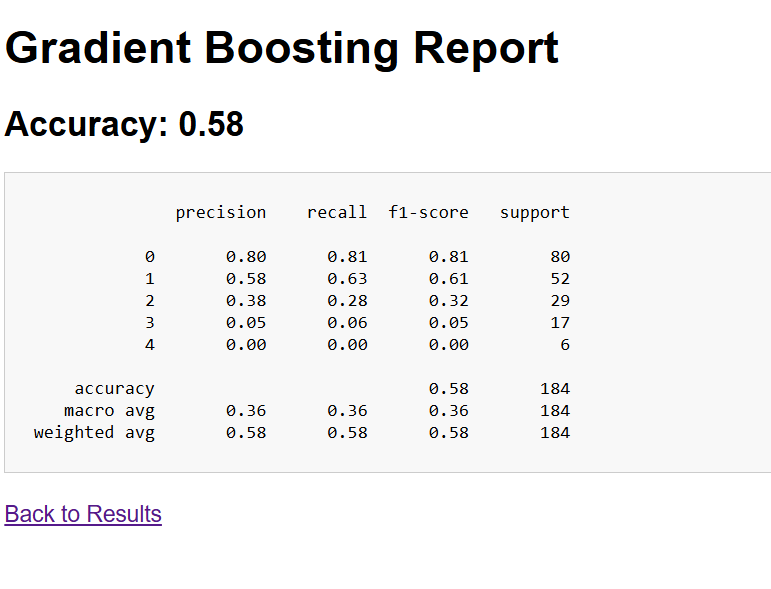 Gradient Boosting Report
Accuracy: 0.58
precision recall f1-score support
0 0.80 0.81 0.81 80
1 0.58 0.63 0.61 52
2 0.38 0.28 0.32 29
3 0.05 0.06 0.05 17
4 0.00 0.00 0.00 6
accuracy 0.58 184
macro avg 0.36 0.36 0.36 184
weighted avg 0.58 0.58 0.58 184
Back to Results